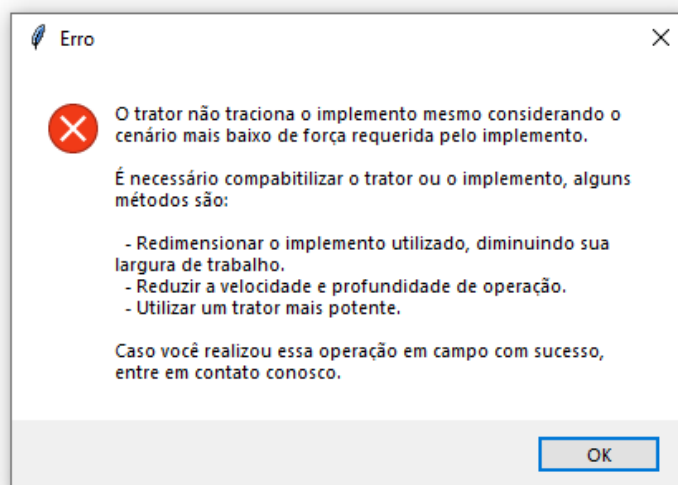 Erro
O trator não traciona o implemento mesmo considerando o
cenário mais baixo de força requerida pelo implemento.
É necessário compabitilizar o trator ou o implemento, alguns
métodos são:
- Redimensionar o implemento utilizado, diminuindo sua
largura de trabalho.
- Reduzir a velocidade e profundidade de operação.
- Utilizar um trator mais potente.
Caso você realizou essa operação em campo com sucesso,
entre em contato conosco.
OK